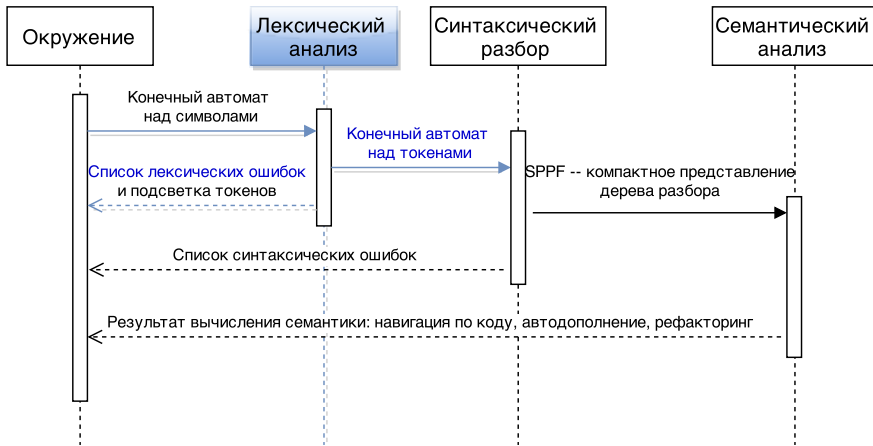 Окружение
Лексический
анализ
Синтаксический
разбор
Семантический
анализ
Конечный автомат
над символами
Конечный автомат
над токенами
Список лексических ошибок
и подсветка токенов
SPPF -- компактное представление
дерева разбора
Список синтаксических ошибок
Результат вычисления семантики: навигация по коду, автодополнение, рефакторинг